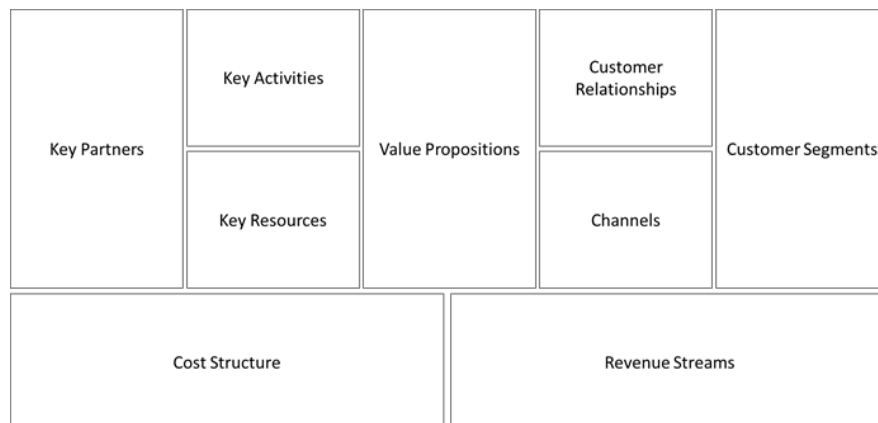 Key Partners
Key Activities
Key Resources
Value Propositions
Customer
Relationships
Channels
Customer Segments
Cost Structure
Revenue Streams